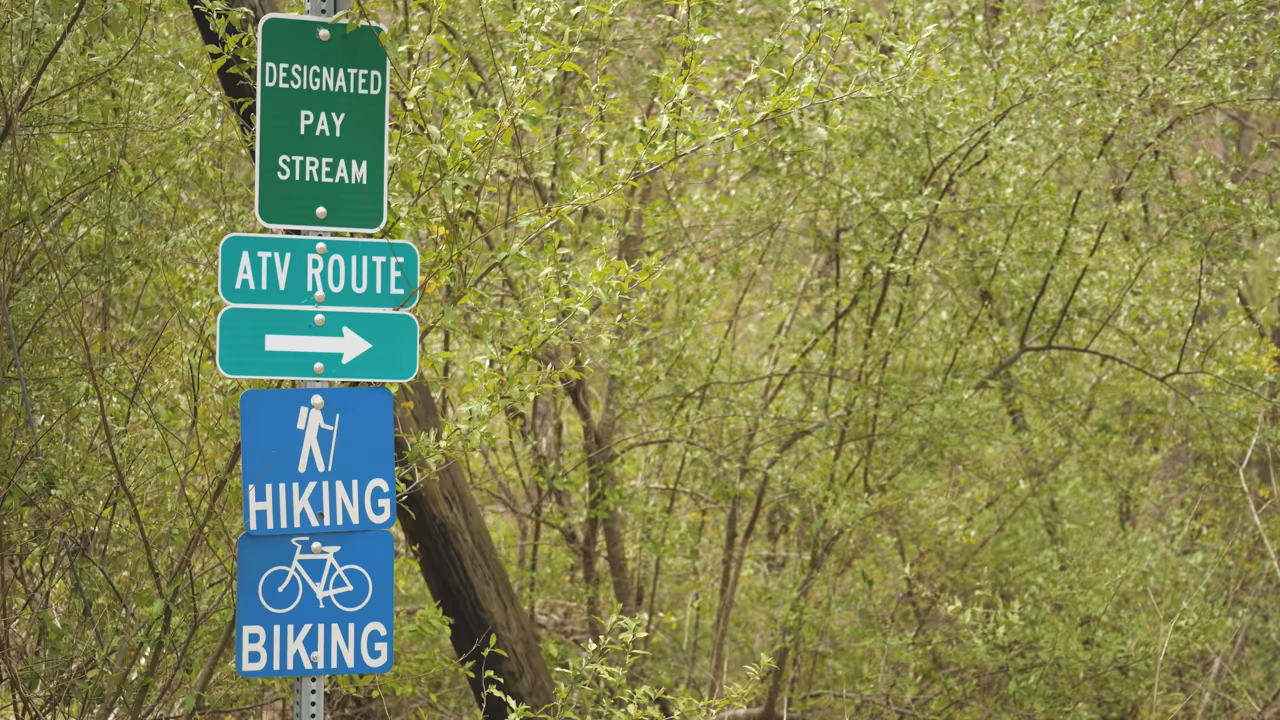 DESIGNATED
PAY
STREAM
ATV ROUTE
HIKING
BIKING